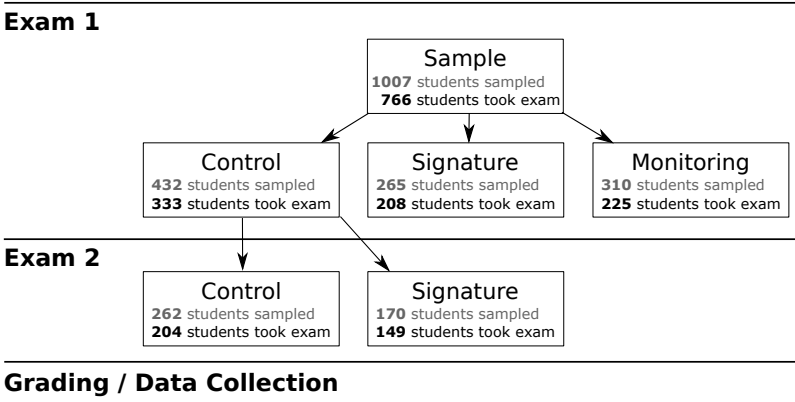 Exam 1
Sample
1007 students sampled
766 students took exam
Control
432 students sampled
333 students took exam
Signature
265 students sampled
208 students took exam
Monitoring
310 students sampled
225 students took exam
Exam 2
Control
262 students sampled
204 students took exam
Signature
170 students sampled
149 students took exam
Grading / Data Collection